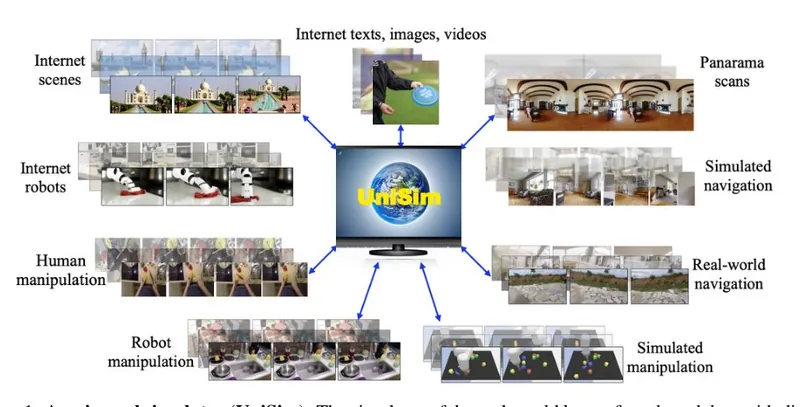 Internet texts, images, videos
Internet
scenes
Panarama
scans
Internet
robots
UniSim
Simulated
navigation
Human
manipulation
Real-world
navigation
Robot
manipulation
Simulated
manipulation